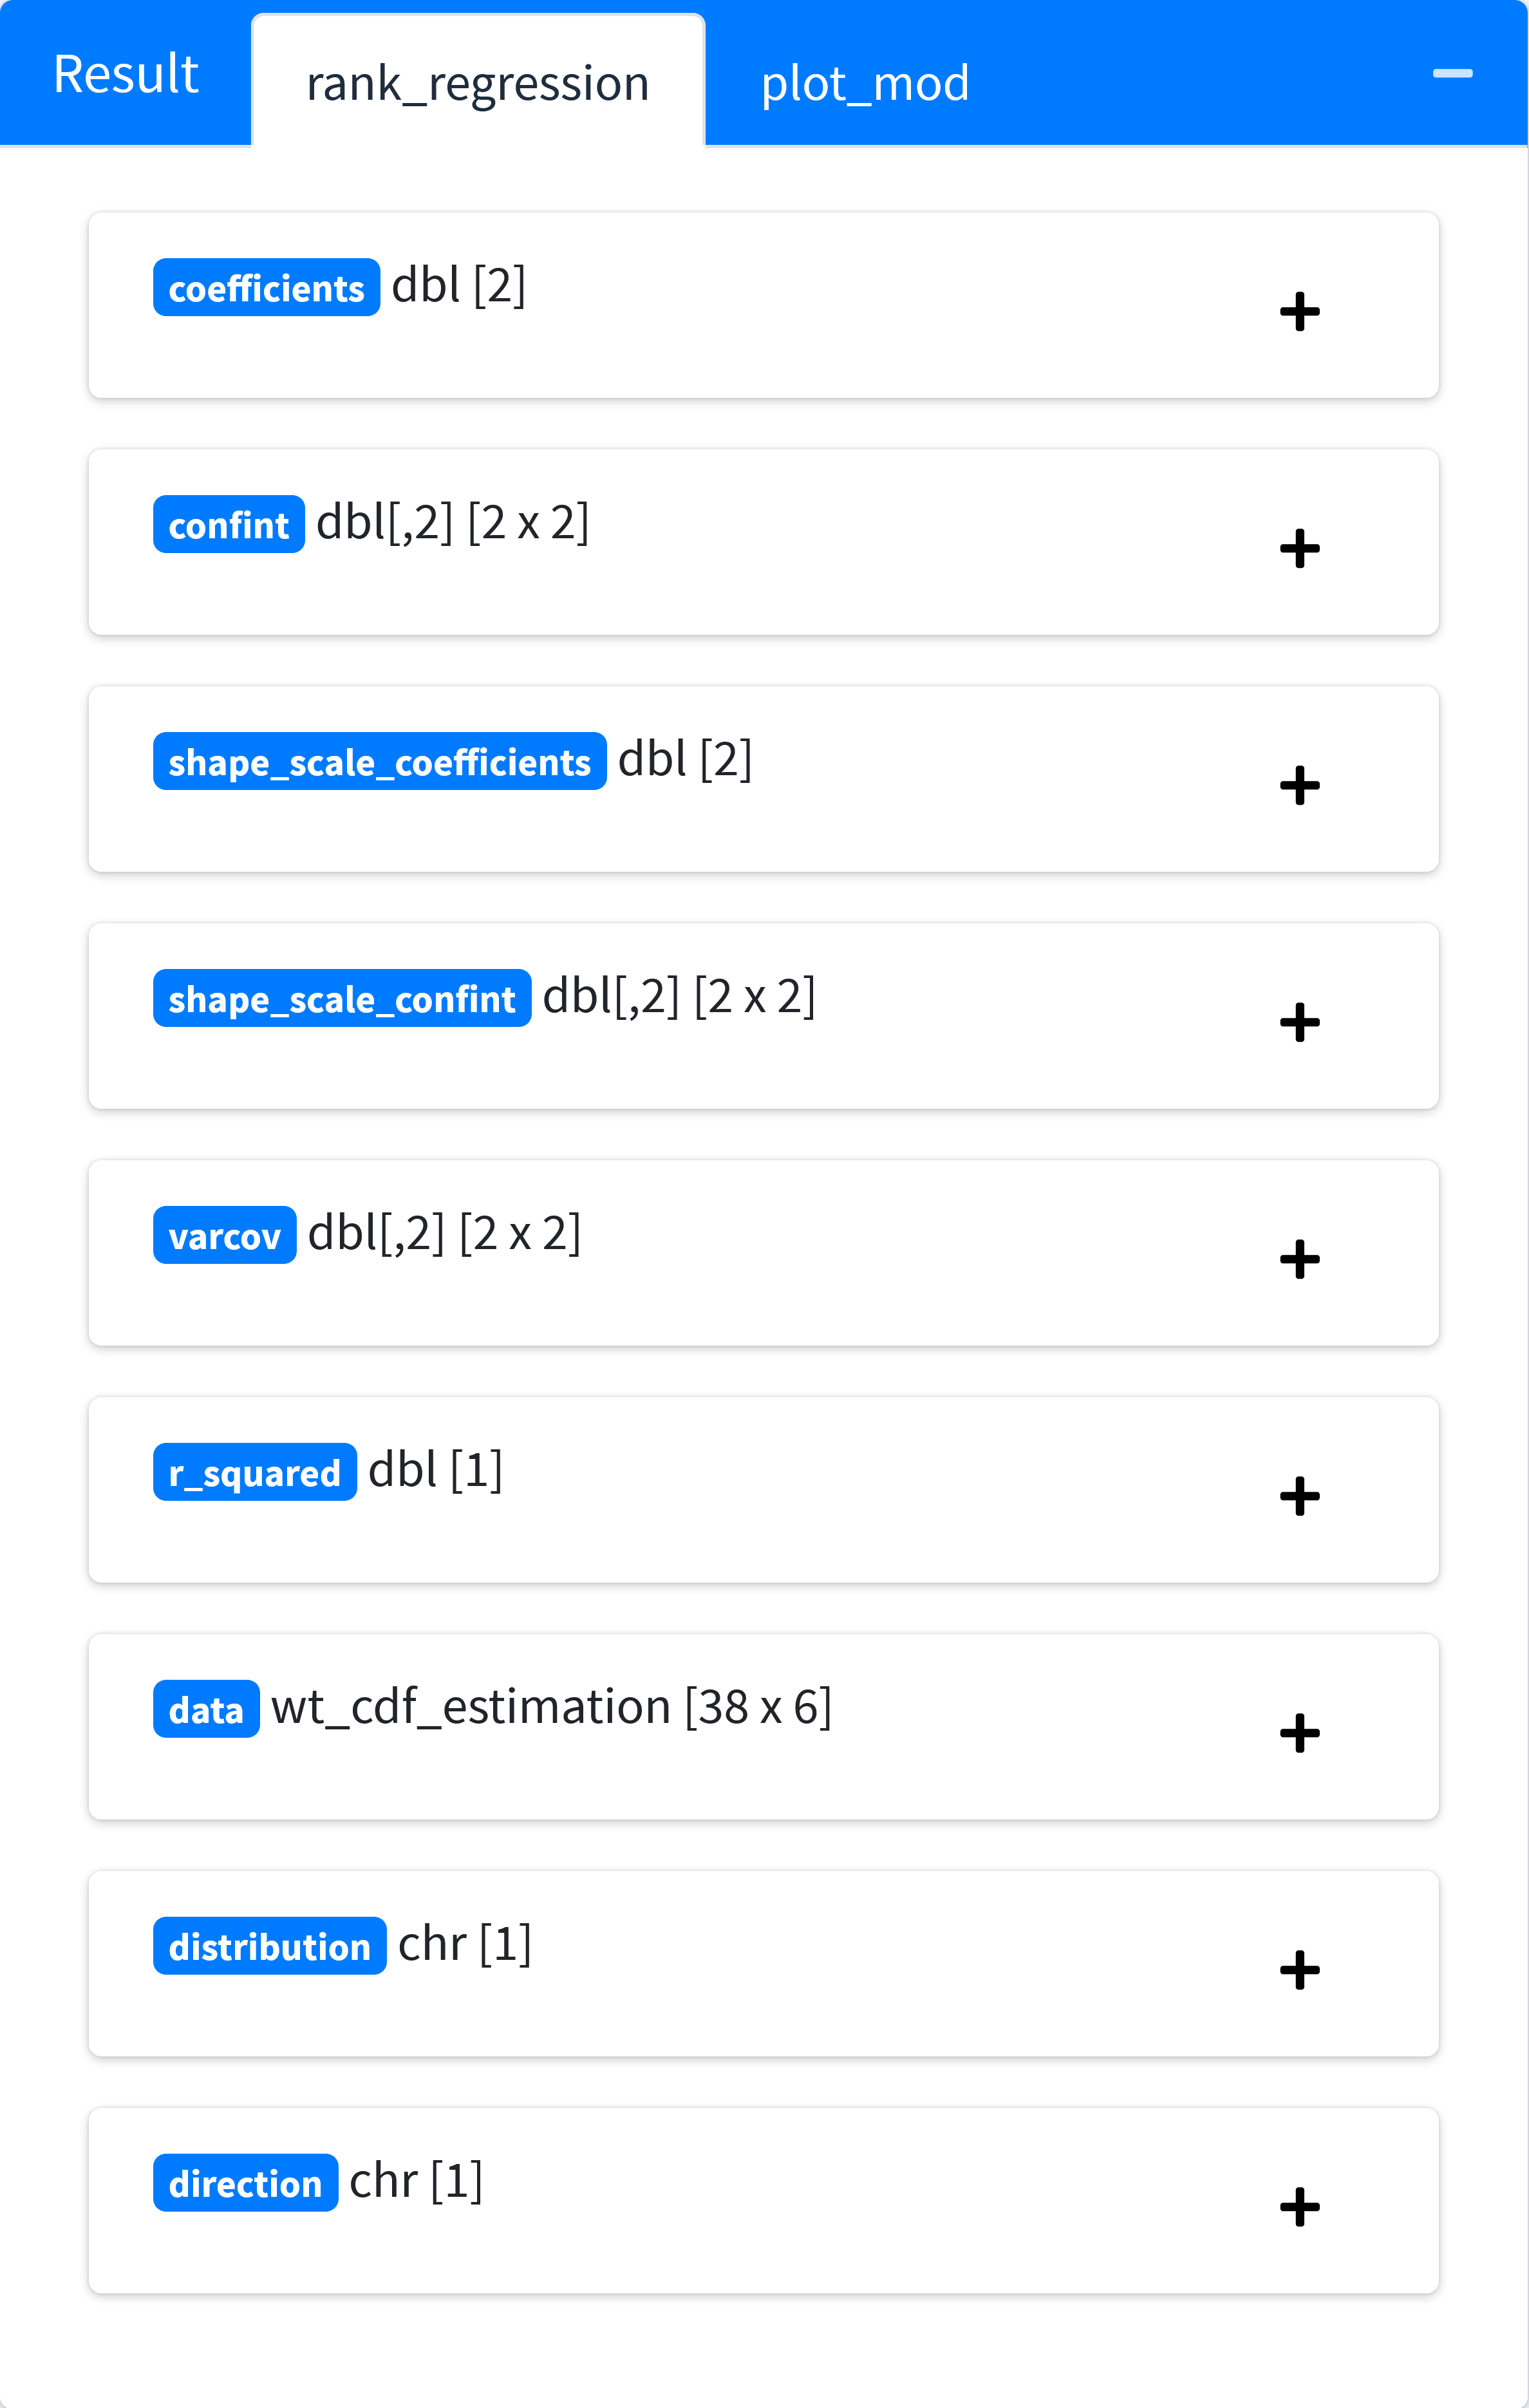 Result rank_regression plot_mod
coefficients dbl [2]
confint dbl[,2] [2 x 2]
shape_scale_coefficients dbl [2]
shape_scale_confint dbl[,2] [2 x 2]
varcov dbl[,2] [2 x 2]
r_squared dbl [1]
data wt_cdf_estimation [38 x 6]
distribution chr [1]
direction chr [1]